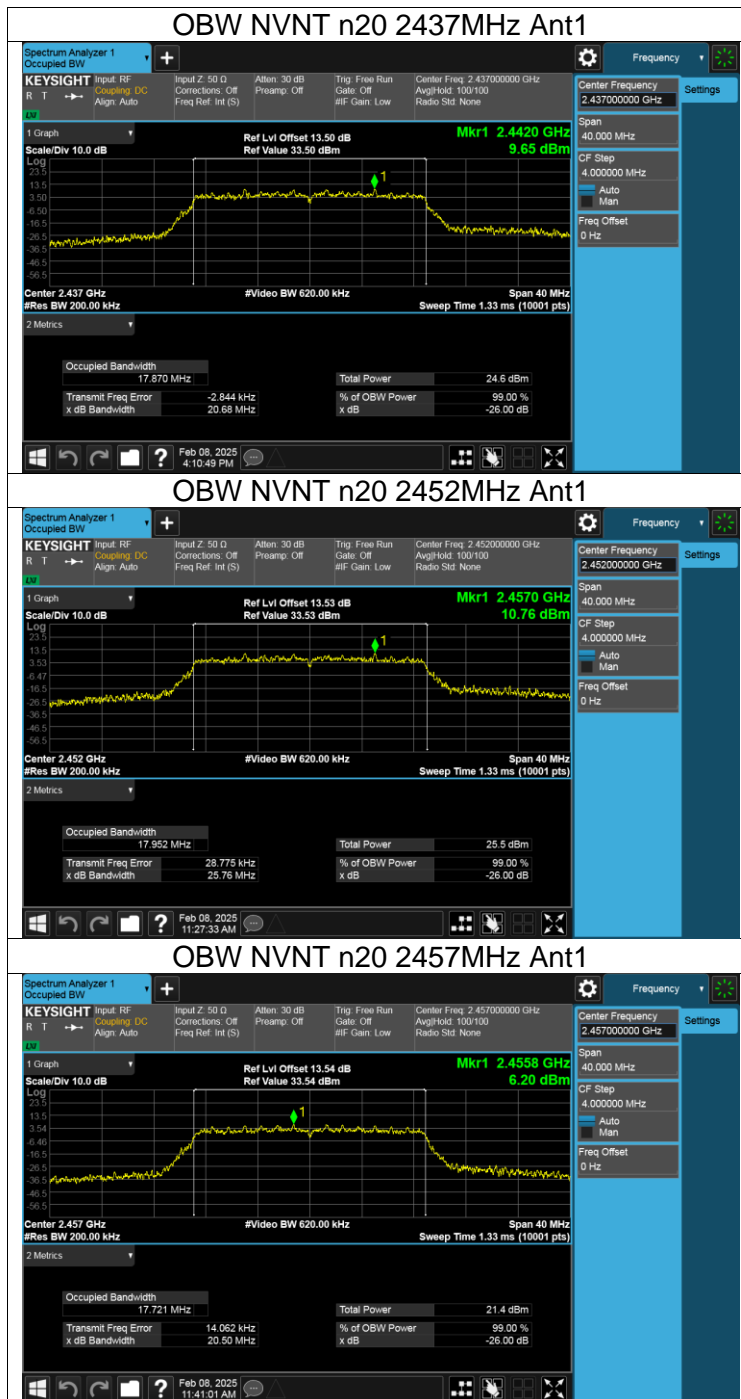 OBW NVNT n20 2437MHz Ant1
Spectrum Analyzer 1
Occupied BW
Frequency
KEYSIGHT Input: RF Input Z: 50 Ω Atten: 30 dB Trig: Free Run Center Freq: 2.437000000 GHz
R T Coupling: DC Corrections: Off Preamp: Off Gate: Off Avg|Hold: 100/100
Align: Auto Freq Ref: Int (S) #IF Gain: Low Radio Std: None
LXI
Center Frequency
2.437000000 GHz
Settings
Span
40.000 MHz
CF Step
4.000000 MHz
Auto
Man
Freq Offset
0 Hz
1 Graph Ref Lvl Offset 13.50 dB Mkr1 2.4420 GHz
Scale/Div 10.0 dB Ref Value 33.50 dBm 9.65 dBm
Log
23.5
13.5
3.50
-6.50
-16.5
-26.5
-36.5
-46.5
-56.5
1
Center 2.437 GHz #Video BW 620.00 kHz Span 40 MHz
#Res BW 200.00 kHz Sweep Time 1.33 ms (10001 pts)
2 Metrics
Occupied Bandwidth
17.870 MHz Total Power 24.6 dBm
Transmit Freq Error -2.844 kHz % of OBW Power 99.00 %
x dB Bandwidth 20.68 MHz x dB -26.00 dB
? Feb 08, 2025
4:10:49 PM
OBW NVNT n20 2452MHz Ant1
Spectrum Analyzer 1
Occupied BW
Frequency
KEYSIGHT Input: RF Input Z: 50 Ω Atten: 30 dB Trig: Free Run Center Freq: 2.452000000 GHz
R T Coupling: DC Corrections: Off Preamp: Off Gate: Off Avg|Hold: 100/100
Align: Auto Freq Ref: Int (S) #IF Gain: Low Radio Std: None
LXI
Center Frequency
2.452000000 GHz
Settings
Span
40.000 MHz
CF Step
4.000000 MHz
Auto
Man
Freq Offset
0 Hz
1 Graph Ref Lvl Offset 13.53 dB Mkr1 2.4570 GHz
Scale/Div 10.0 dB Ref Value 33.53 dBm 10.76 dBm
Log
23.5
13.5
3.53
-6.47
-16.5
-26.5
-36.5
-46.5
-56.5
1
Center 2.452 GHz #Video BW 620.00 kHz Span 40 MHz
#Res BW 200.00 kHz Sweep Time 1.33 ms (10001 pts)
2 Metrics
Occupied Bandwidth
17.952 MHz Total Power 25.5 dBm
Transmit Freq Error 28.775 kHz % of OBW Power 99.00 %
x dB Bandwidth 25.76 MHz x dB -26.00 dB
? Feb 08, 2025
11:27:33 AM
OBW NVNT n20 2457MHz Ant1
Spectrum Analyzer 1
Occupied BW
Frequency
KEYSIGHT Input: RF Input Z: 50 Ω Atten: 30 dB Trig: Free Run Center Freq: 2.457000000 GHz
R T Coupling: DC Corrections: Off Preamp: Off Gate: Off Avg|Hold: 100/100
Align: Auto Freq Ref: Int (S) #IF Gain: Low Radio Std: None
LXI
Center Frequency
2.457000000 GHz
Settings
Span
40.000 MHz
CF Step
4.000000 MHz
Auto
Man
Freq Offset
0 Hz
1 Graph Ref Lvl Offset 13.54 dB Mkr1 2.4558 GHz
Scale/Div 10.0 dB Ref Value 33.54 dBm 6.20 dBm
Log
23.5
13.5
3.54
-6.46
-16.5
-26.5
-36.5
-46.5
-56.5
1
Center 2.457 GHz #Video BW 620.00 kHz Span 40 MHz
#Res BW 200.00 kHz Sweep Time 1.33 ms (10001 pts)
2 Metrics
Occupied Bandwidth
17.721 MHz Total Power 21.4 dBm
Transmit Freq Error 14.062 kHz % of OBW Power 99.00 %
x dB Bandwidth 20.50 MHz x dB -26.00 dB
? Feb 08, 2025
11:41:01 AM